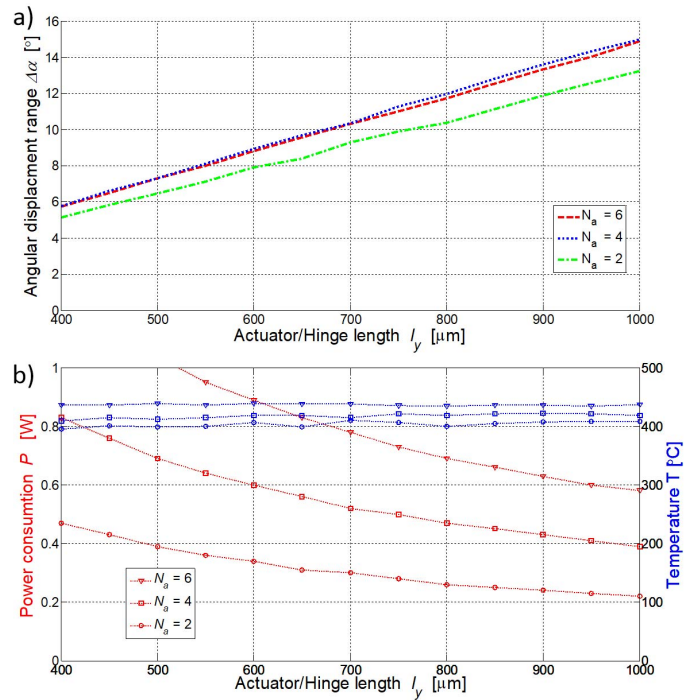 a)
Angular displacment range Δα [°]
16
14
12
10
8
6
4
2
0
400 500 600 700 800 900 1000
Actuator/Hinge length l_y [μm]
N_a = 6
N_a = 4
N_a = 2
b)
Power consumtion P [W]
1
0.8
0.6
0.4
0.2
0
Temperature T [°C]
500
400
300
200
100
0
N_a = 6
N_a = 4
N_a = 2
400 500 600 700 800 900 1000
Actuator/Hinge length l_y [μm]